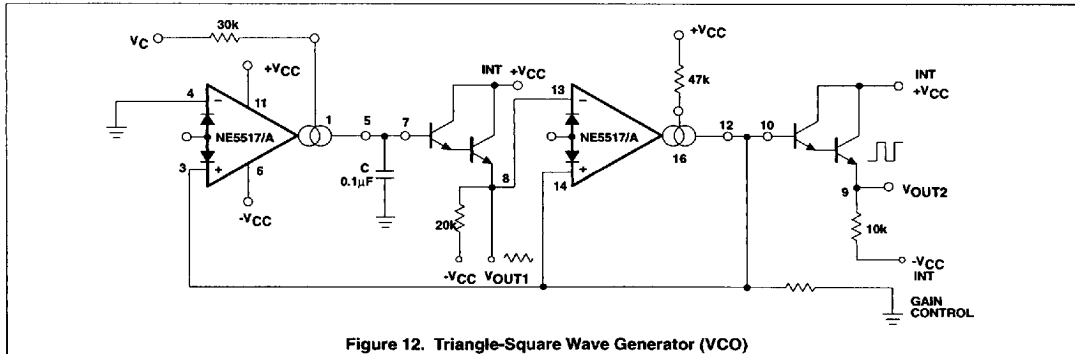 30k
VC
+VCC
+VCC
4
–
11
INT
+VCC
13
–
47k
INT
+VCC
NE5517/A
1
5
7
NE5517/A
12
10
3
+
6
C
0.1µF
8
14
+
16
9
VOUT2
-VCC
20k
10k
-VCC
VOUT1
-VCC
INT
GAIN
CONTROL
Figure 12. Triangle-Square Wave Generator (VCO)